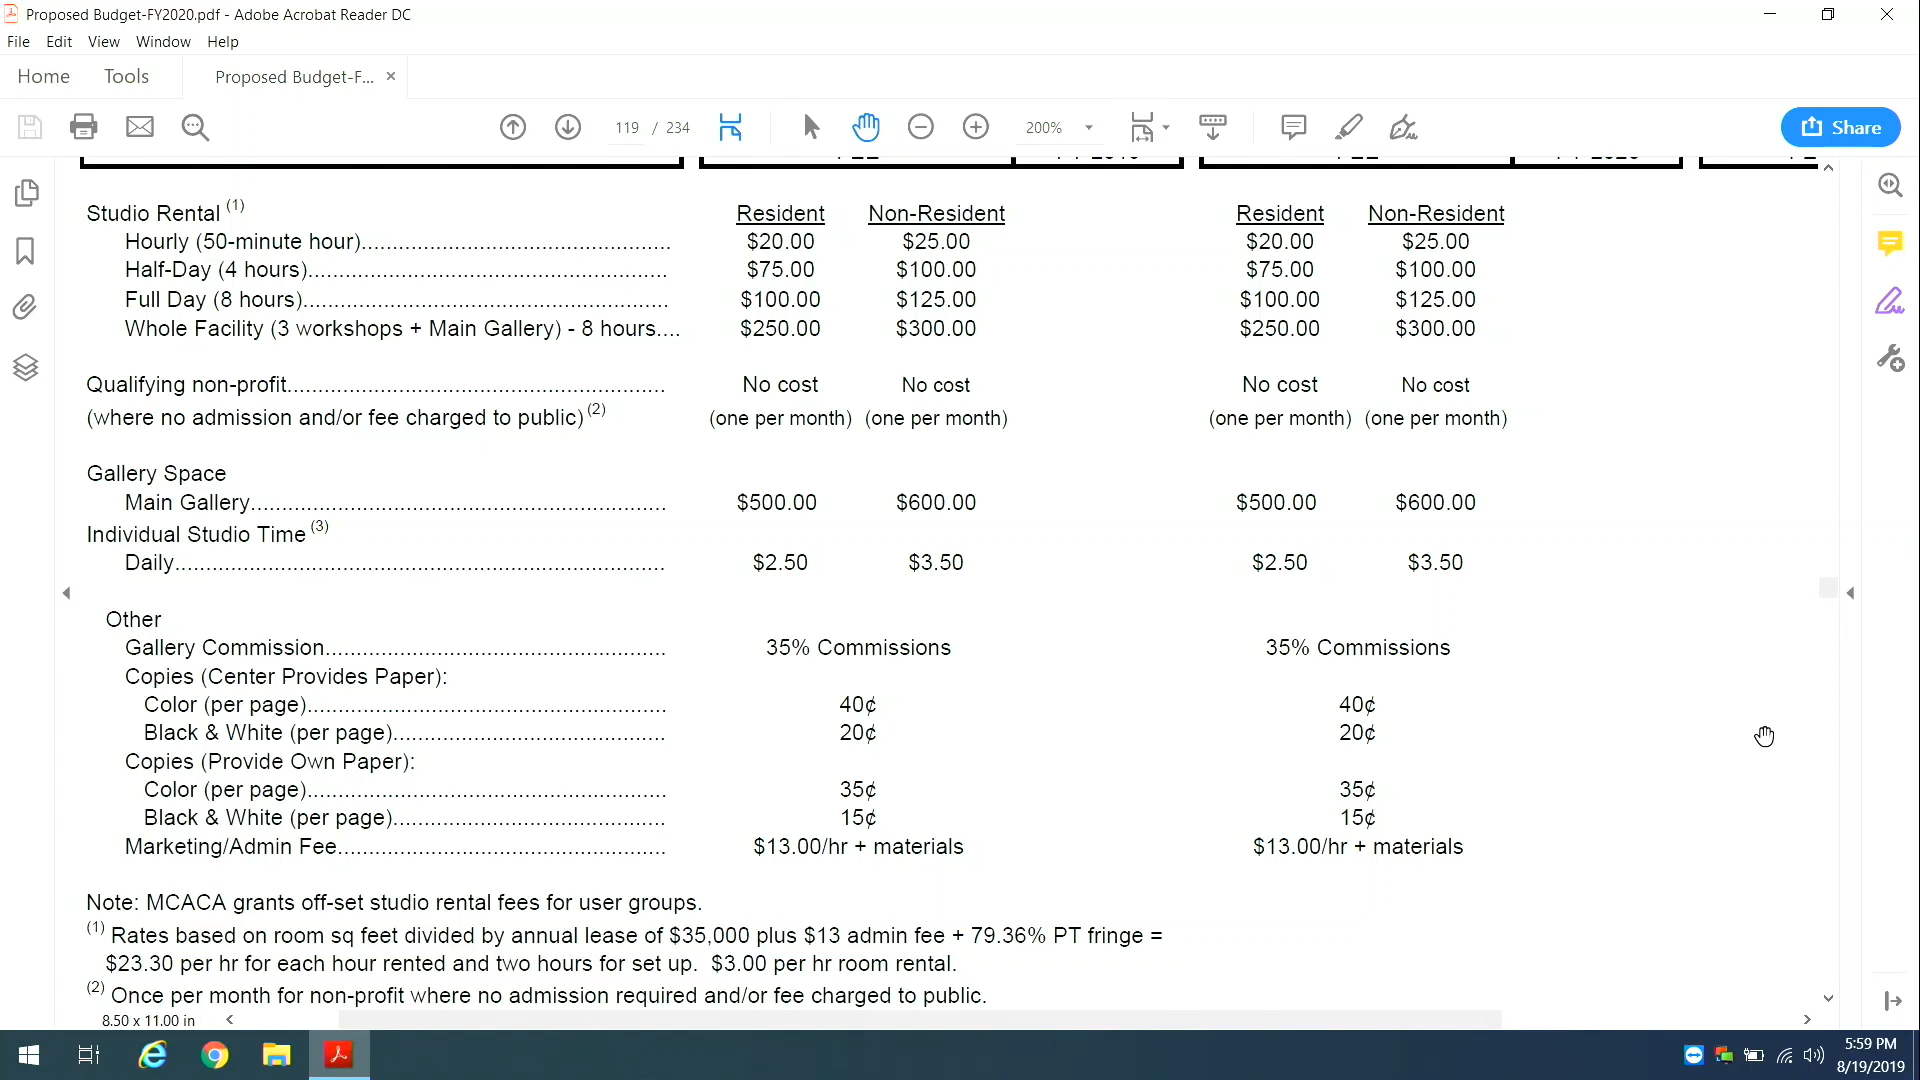 Proposed Budget-FY2020.pdf - Adobe Acrobat Reader DC
File Edit View Window Help
Home Tools Proposed Budget-F... ×
119 / 234 200% Share
Studio Rental (1) Resident Non-Resident Resident Non-Resident
Hourly (50-minute hour)................................................. $20.00 $25.00 $20.00 $25.00
Half-Day (4 hours)......................................................... $75.00 $100.00 $75.00 $100.00
Full Day (8 hours).......................................................... $100.00 $125.00 $100.00 $125.00
Whole Facility (3 workshops + Main Gallery) - 8 hours.... $250.00 $300.00 $250.00 $300.00
Qualifying non-profit............................................................ No cost No cost No cost No cost
(where no admission and/or fee charged to public) (2) (one per month) (one per month) (one per month) (one per month)
Gallery Space
Main Gallery.................................................................. $500.00 $600.00 $500.00 $600.00
Individual Studio Time (3)
Daily.............................................................................. $2.50 $3.50 $2.50 $3.50
Other
Gallery Commission...................................................... 35% Commissions 35% Commissions
Copies (Center Provides Paper):
Color (per page)......................................................... 40¢ 40¢
Black & White (per page)........................................... 20¢ 20¢
Copies (Provide Own Paper):
Color (per page)......................................................... 35¢ 35¢
Black & White (per page)........................................... 15¢ 15¢
Marketing/Admin Fee.................................................... $13.00/hr + materials $13.00/hr + materials
Note: MCACA grants off-set studio rental fees for user groups.
(1) Rates based on room sq feet divided by annual lease of $35,000 plus $13 admin fee + 79.36% PT fringe =
$23.30 per hr for each hour rented and two hours for set up. $3.00 per hr room rental.
(2) Once per month for non-profit where no admission required and/or fee charged to public.
8.50 x 11.00 in
5:59 PM
8/19/2019